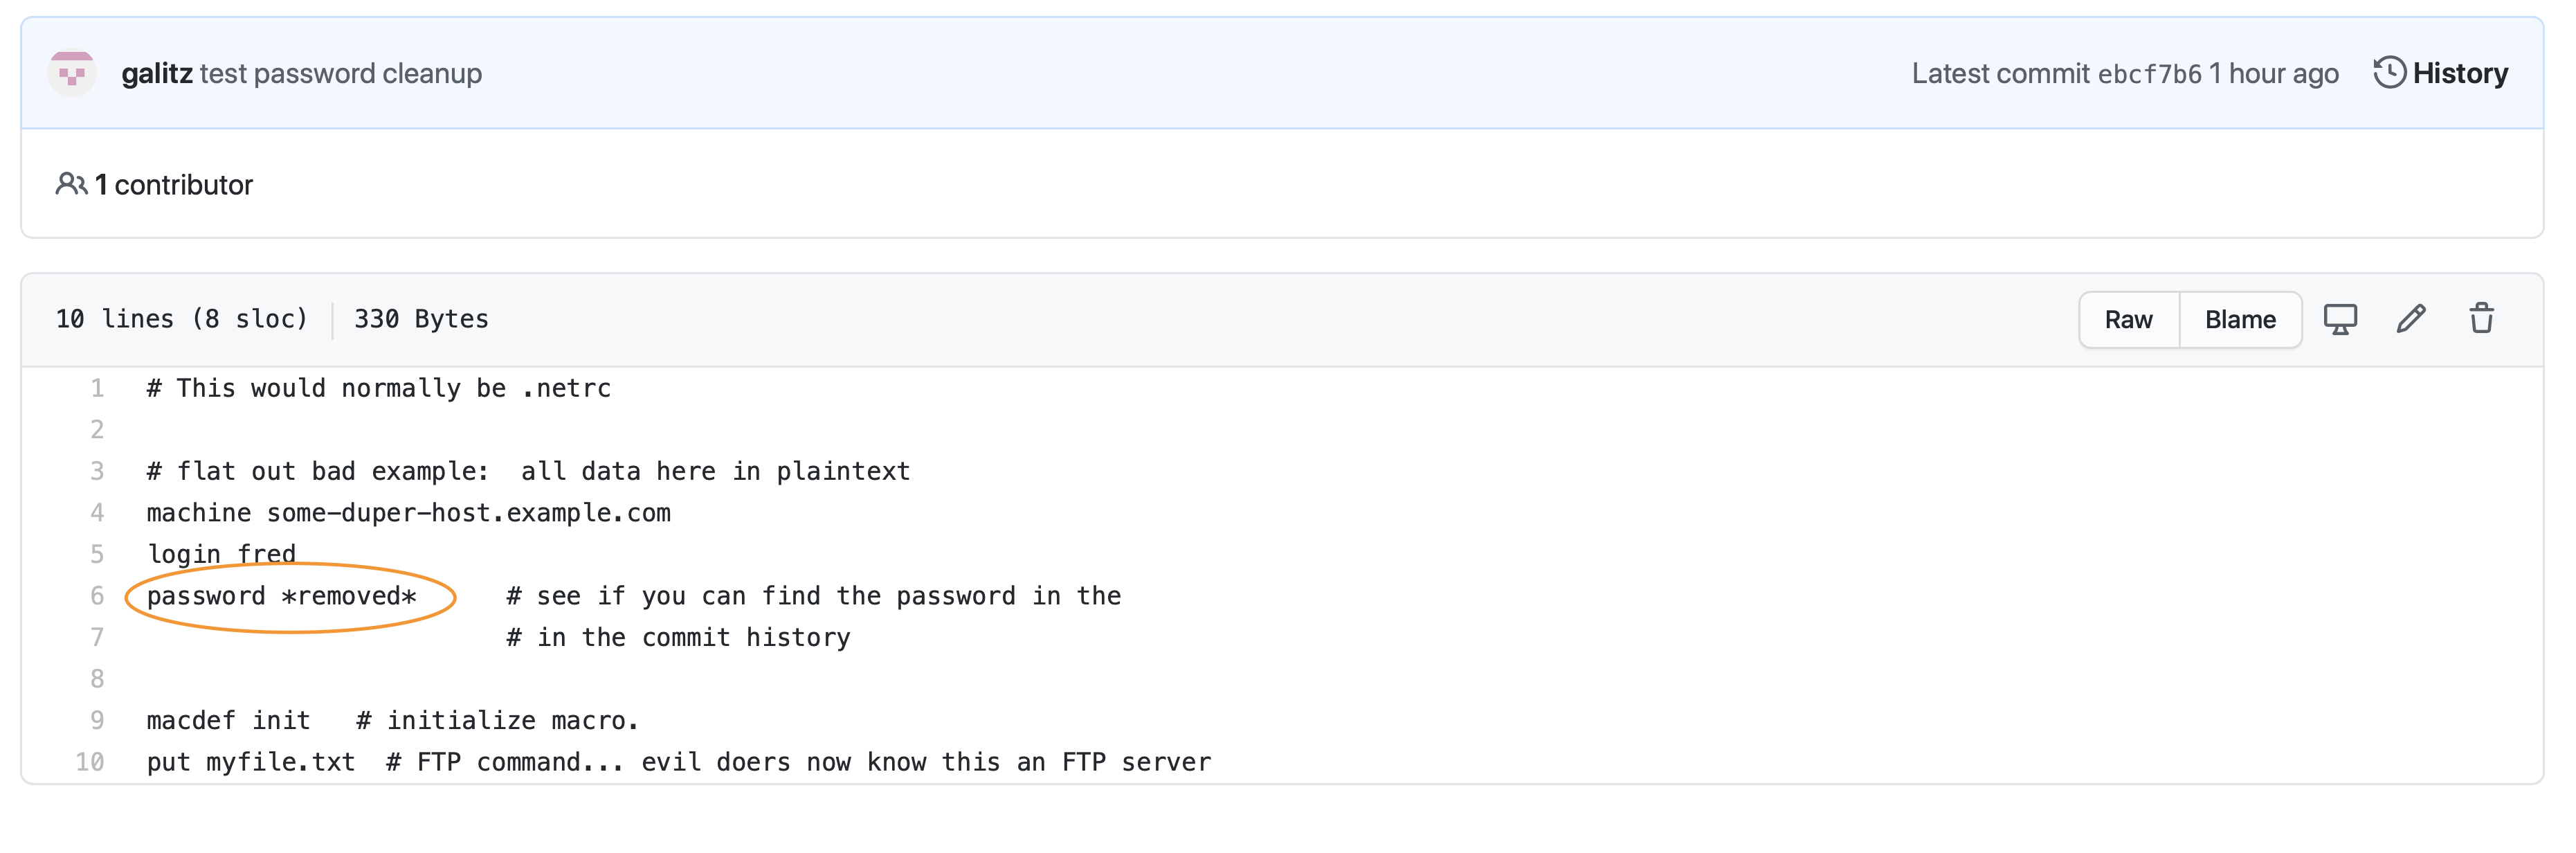 galitz test password cleanup
Latest commit ebcf7b6 1 hour ago
History
1 contributor
10 lines (8 sloc)
330 Bytes
Raw
Blame
1 # This would normally be .netrc
2
3 # flat out bad example:  all data here in plaintext
4 machine some-duper-host.example.com
5 login fred
6 password *removed*      # see if you can find the password in the
7                         # in the commit history
8
9 macdef init   # initialize macro.
10 put myfile.txt  # FTP command... evil doers now know this an FTP server